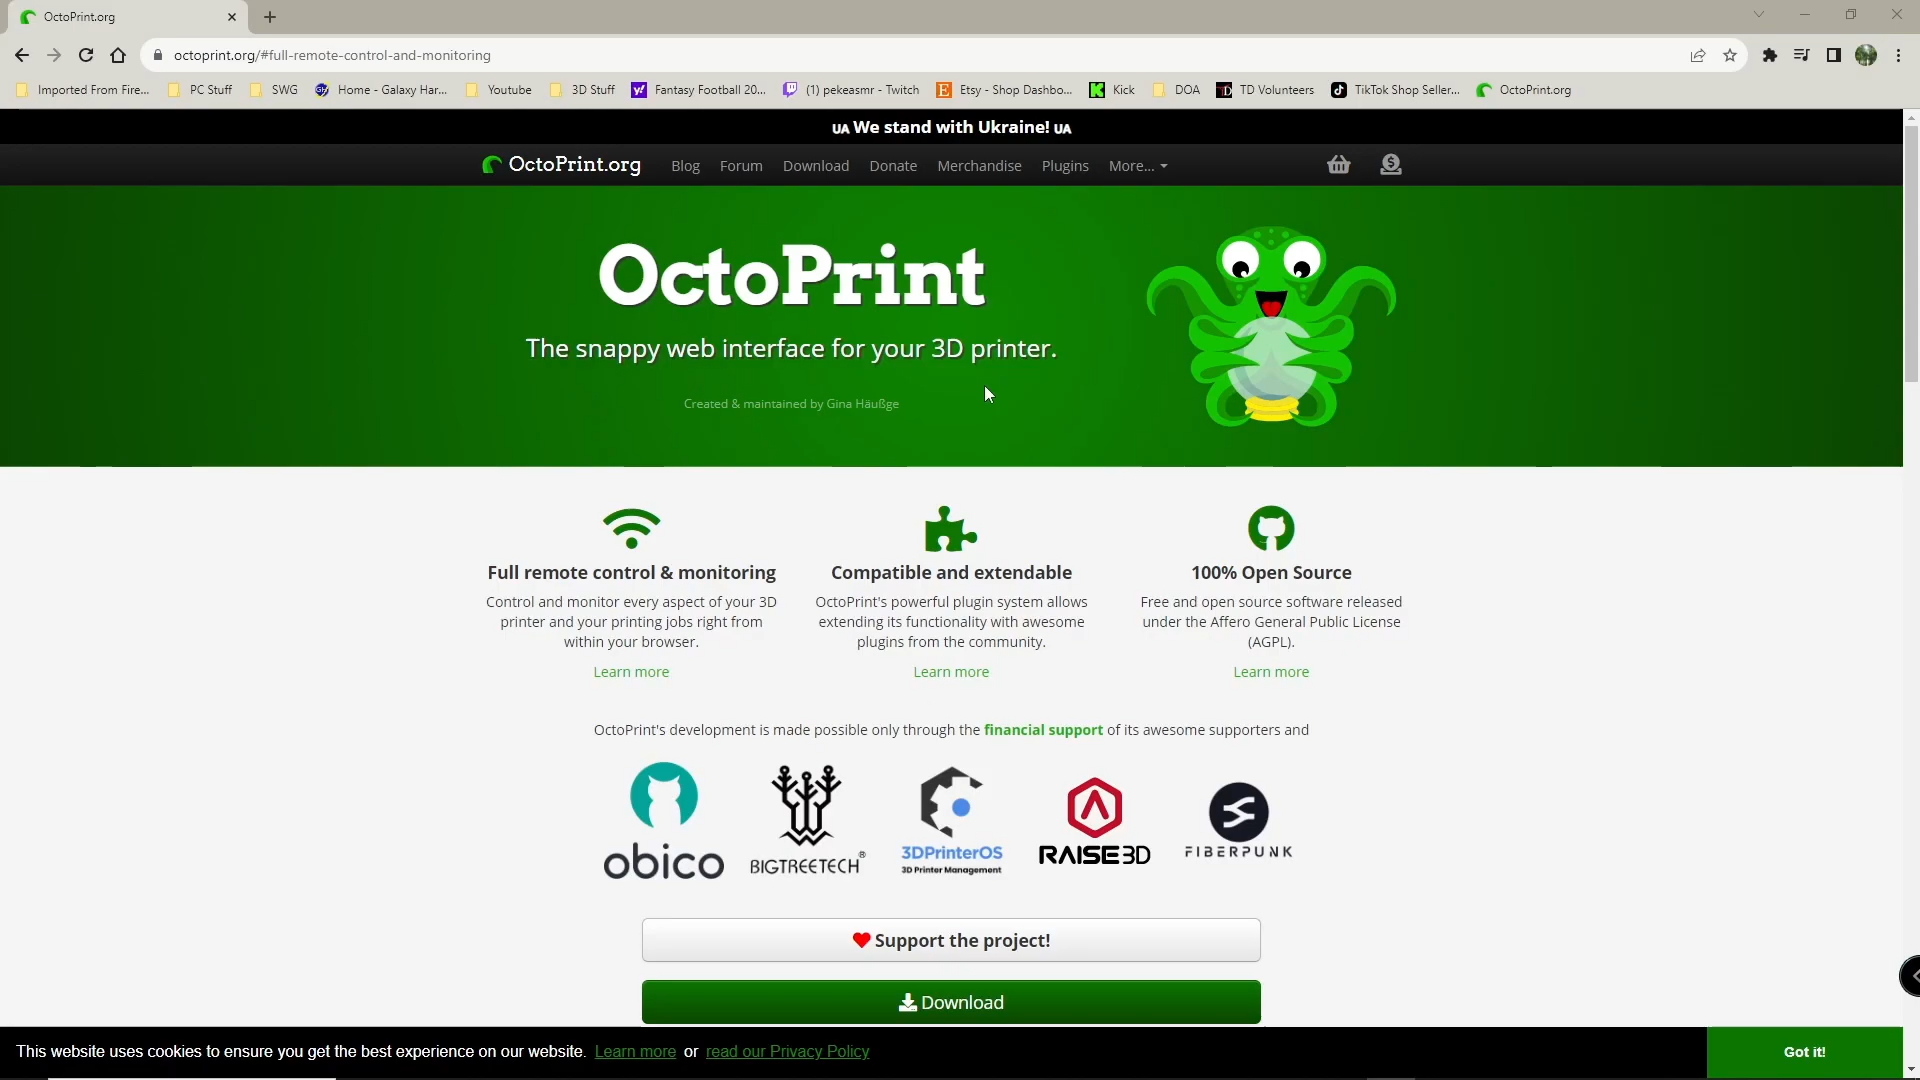 OctoPrint.org
octoprint.org/#full-remote-control-and-monitoring
Imported From Fire... PC Stuff SWG Home - Galaxy Har... Youtube 3D Stuff Fantasy Football 20... (1) pekeasmr - Twitch Etsy - Shop Dashbo... Kick DOA TD Volunteers TikTok Shop Seller... OctoPrint.org
UA We stand with Ukraine! UA
OctoPrint.org Blog Forum Download Donate Merchandise Plugins More...
OctoPrint
The snappy web interface for your 3D printer.
Created & maintained by Gina Häußge
Full remote control & monitoring
Control and monitor every aspect of your 3D
printer and your printing jobs right from
within your browser.
Learn more
Compatible and extendable
OctoPrint's powerful plugin system allows
extending its functionality with awesome
plugins from the community.
Learn more
100% Open Source
Free and open source software released
under the Affero General Public License
(AGPL).
Learn more
OctoPrint's development is made possible only through the financial support of its awesome supporters and
obico
BIGTREETECH®
3DPrinterOS
3D Printer Management
RAISE3D
FIBERPUNK
Support the project!
Download
This website uses cookies to ensure you get the best experience on our website. Learn more or read our Privacy Policy
Got it!